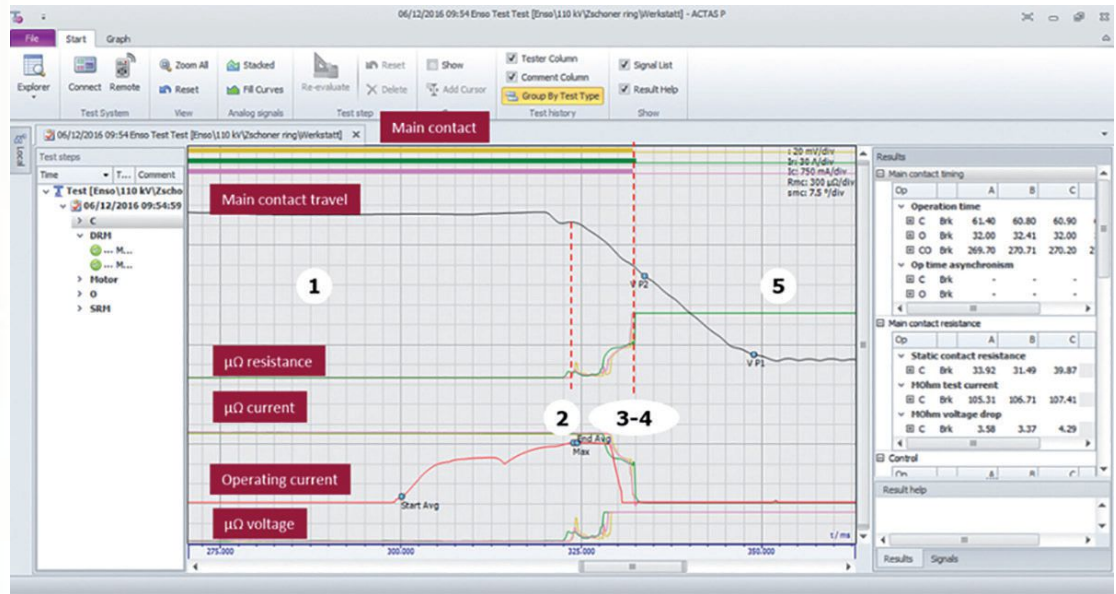 06/12/2016 09:54 Enso Test Test [Enso\110 kV\Zschoner ring\Werkstatt] - ACTAS P
File Start Graph
Explorer
Connect Remote
Test System
Zoom All
Reset
View
Stacked
Fill Curves
Analog signals
Re-evaluate
Reset
Delete
Test step
Show
Add Cursor
Tester Column
Comment Column
Group By Test Type
Test history
Signal List
Result Help
Show
Local
06/12/2016 09:54 Enso Test Test [Enso\110 kV\Zschoner ring\Werkstatt]
Main contact
Test steps
Time T... Comment
Test [Enso\110 kV\Zscho
06/12/2016 09:54:59
C
DRM
... M...
... M...
Motor
O
SRM
: 20 mV/div
Ir: 30 A/div
Ic: 750 mA/div
Rmc: 300 µΩ/div
smc: 7.5 °/div
Main contact travel
1
V P2
5
V P1
µΩ resistance
µΩ current
2
3-4
End Avg
Max
Operating current
Start Avg
µΩ voltage
t / ms
275.000 300.000 325.000 350.000
Results
Main contact timing
Op A B C
Operation time
C Brk 61.40 60.80 60.90
O Brk 32.00 32.41 32.00
CO Brk 269.70 270.71 270.20
Op time asynchronism
C Brk - - -
O Brk - - -
Main contact resistance
Op A B C
Static contact resistance
C Brk 33.92 31.49 39.87
MOhm test current
C Brk 105.31 106.71 107.41
MOhm voltage drop
C Brk 3.58 3.37 4.29
Control
Op A B C
Result help
Results Signals